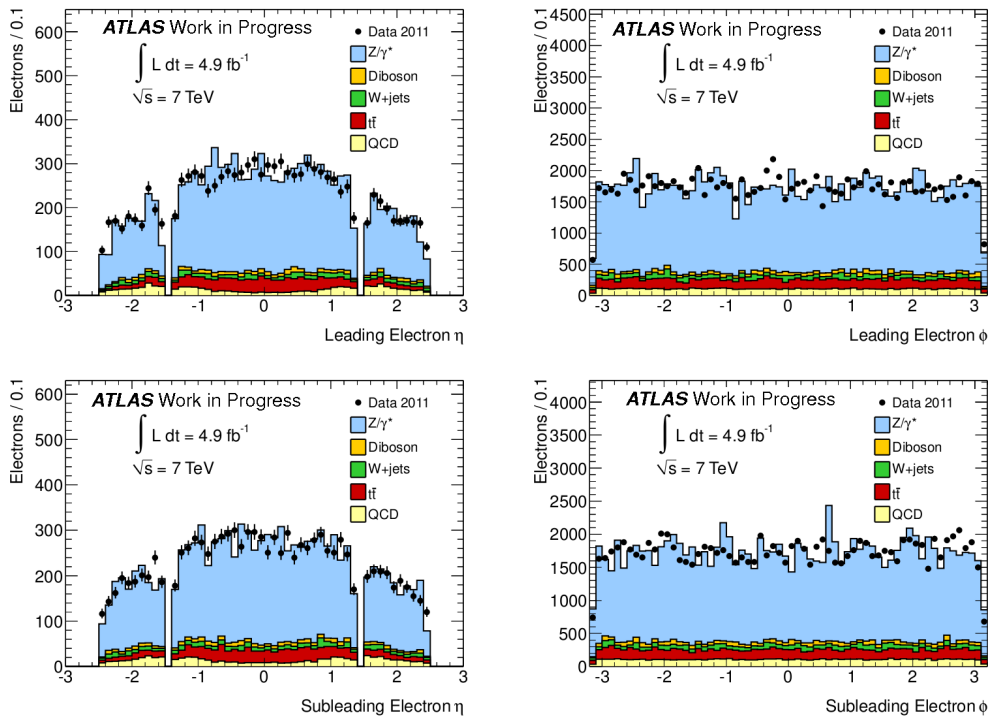 Electrons / 0.1
600
500
400
300
200
100
0
ATLAS Work in Progress
∫ L dt = 4.9 fb⁻¹
√s = 7 TeV
Data 2011
Z/γ*
Diboson
W+jets
tt̄
QCD
-3 -2 -1 0 1 2 3
Leading Electron η
Electrons / 0.1
4500
4000
3500
3000
2500
2000
1500
1000
500
0
ATLAS Work in Progress
∫ L dt = 4.9 fb⁻¹
√s = 7 TeV
Data 2011
Z/γ*
Diboson
W+jets
tt̄
QCD
-3 -2 -1 0 1 2 3
Leading Electron ϕ
Electrons / 0.1
600
500
400
300
200
100
0
ATLAS Work in Progress
∫ L dt = 4.9 fb⁻¹
√s = 7 TeV
Data 2011
Z/γ*
Diboson
W+jets
tt̄
QCD
-3 -2 -1 0 1 2 3
Subleading Electron η
Electrons / 0.1
4000
3500
3000
2500
2000
1500
1000
500
0
ATLAS Work in Progress
∫ L dt = 4.9 fb⁻¹
√s = 7 TeV
Data 2011
Z/γ*
Diboson
W+jets
tt̄
QCD
-3 -2 -1 0 1 2 3
Subleading Electron ϕ